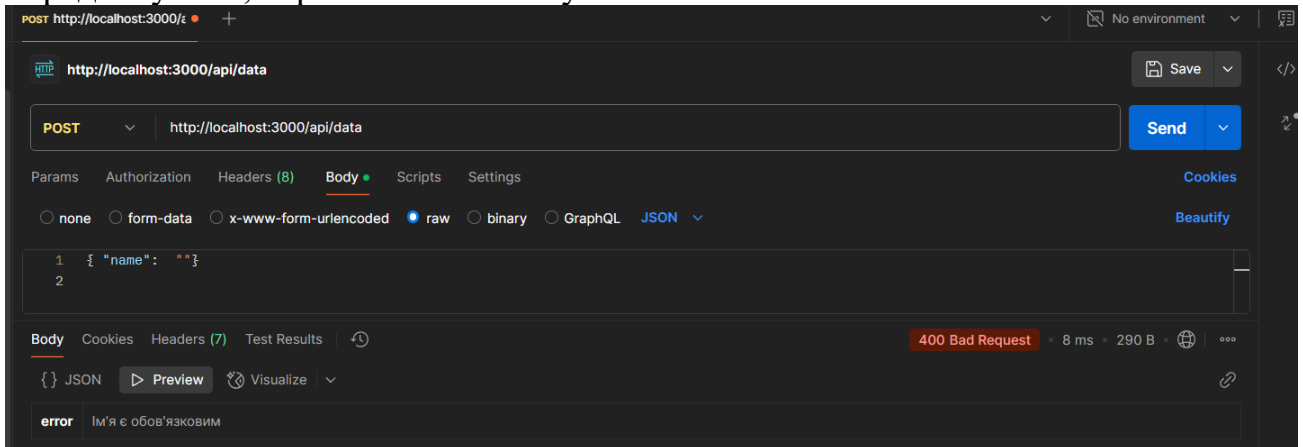 POST http://localhost:3000/a
No environment
HTTP http://localhost:3000/api/data
Save
POST http://localhost:3000/api/data Send
Params Authorization Headers (8) Body Scripts Settings Cookies
none form-data x-www-form-urlencoded raw binary GraphQL JSON Beautify
1 { "name": ""}
2
Body Cookies Headers (7) Test Results 400 Bad Request 8 ms 290 B
{} JSON Preview Visualize
error Ім'я є обов'язковим